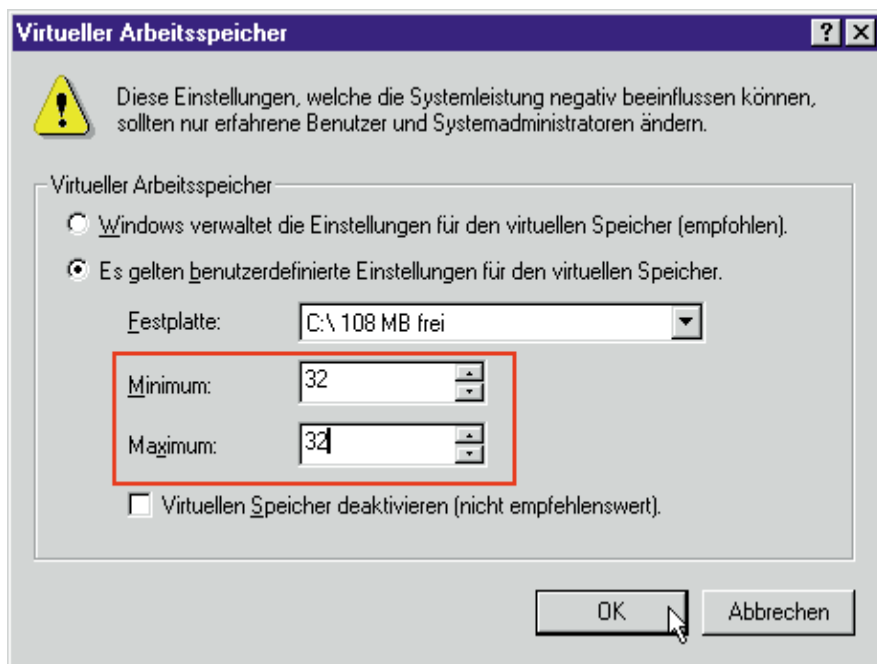 Virtueller Arbeitsspeicher
Diese Einstellungen, welche die Systemleistung negativ beeinflussen können,
sollten nur erfahrene Benutzer und Systemadministratoren ändern.
Virtueller Arbeitsspeicher
Windows verwaltet die Einstellungen für den virtuellen Speicher (empfohlen).
Es gelten benutzerdefinierte Einstellungen für den virtuellen Speicher.
Festplatte: C:\ 108 MB frei
Minimum: 32
Maximum: 32
Virtuellen Speicher deaktivieren (nicht empfehlenswert).
OK Abbrechen